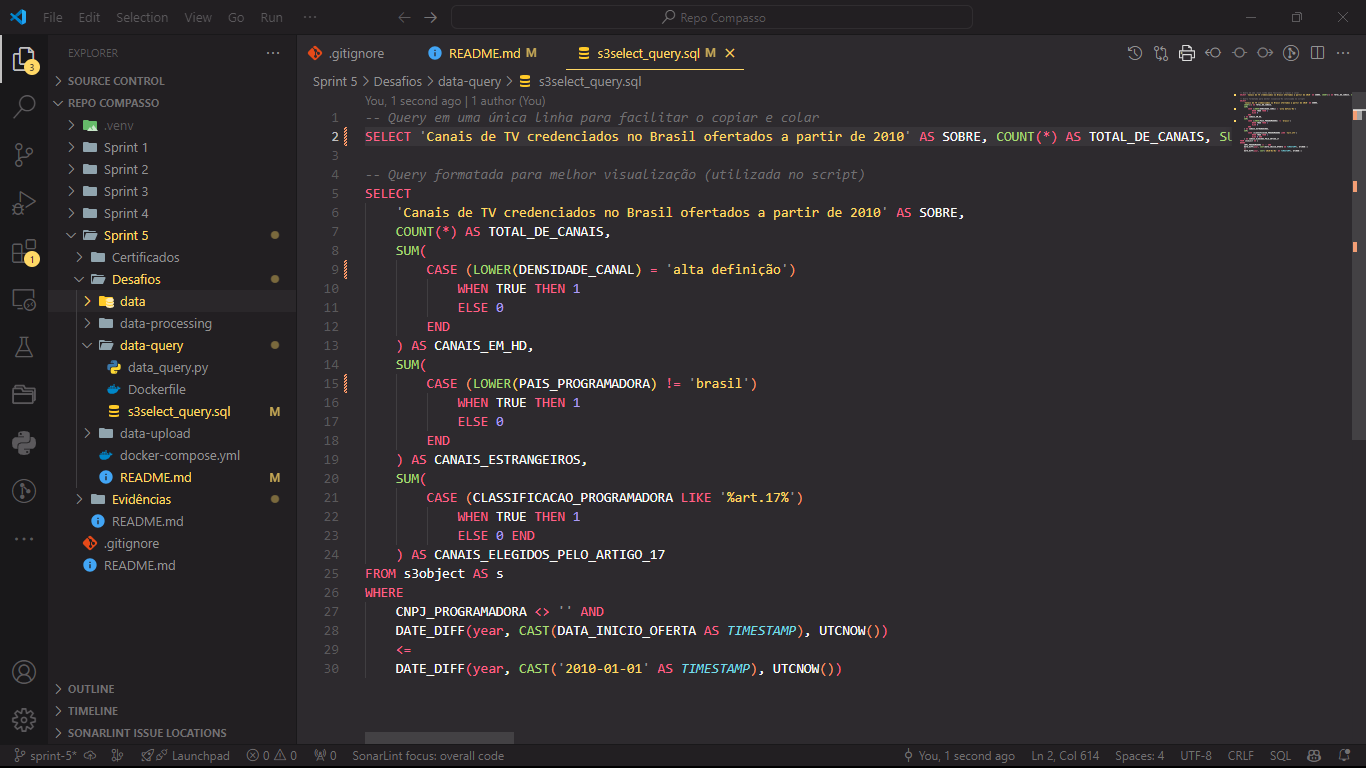 File Edit Selection View Go Run ··· Repo Compasso
EXPLORER ···
3
SOURCE CONTROL
REPO COMPASSO
.venv
Sprint 1
Sprint 2
Sprint 3
Sprint 4
Sprint 5
Certificados
Desafios
data
data-processing
data-query
data_query.py
Dockerfile
s3select_query.sql M
data-upload
docker-compose.yml
README.md M
Evidências
README.md
.gitignore
README.md
1
OUTLINE
TIMELINE
SONARLINT ISSUE LOCATIONS
.gitignore README.md M s3select_query.sql M
Sprint 5 > Desafios > data-query > s3select_query.sql
You, 1 second ago | 1 author (You)
1 -- Query em uma única linha para facilitar o copiar e colar
2 SELECT 'Canais de TV credenciados no Brasil ofertados a partir de 2010' AS SOBRE, COUNT(*) AS TOTAL_DE_CANAIS, SU
3
4 -- Query formatada para melhor visualização (utilizada no script)
5 SELECT
6 'Canais de TV credenciados no Brasil ofertados a partir de 2010' AS SOBRE,
7 COUNT(*) AS TOTAL_DE_CANAIS,
8 SUM(
9 CASE (LOWER(DENSIDADE_CANAL) = 'alta definição')
10 WHEN TRUE THEN 1
11 ELSE 0
12 END
13 ) AS CANAIS_EM_HD,
14 SUM(
15 CASE (LOWER(PAIS_PROGRAMADORA) != 'brasil')
16 WHEN TRUE THEN 1
17 ELSE 0
18 END
19 ) AS CANAIS_ESTRANGEIROS,
20 SUM(
21 CASE (CLASSIFICACAO_PROGRAMADORA LIKE '%art.17%')
22 WHEN TRUE THEN 1
23 ELSE 0 END
24 ) AS CANAIS_ELEGIDOS_PELO_ARTIGO_17
25 FROM s3object AS s
26 WHERE
27 CNPJ_PROGRAMADORA <> '' AND
28 DATE_DIFF(year, CAST(DATA_INICIO_OFERTA AS TIMESTAMP), UTCNOW())
29 <=
30 DATE_DIFF(year, CAST('2010-01-01' AS TIMESTAMP), UTCNOW())
sprint-5* Launchpad 0 0 0 SonarLint focus: overall code You, 1 second ago Ln 2, Col 614 Spaces: 4 UTF-8 CRLF SQL